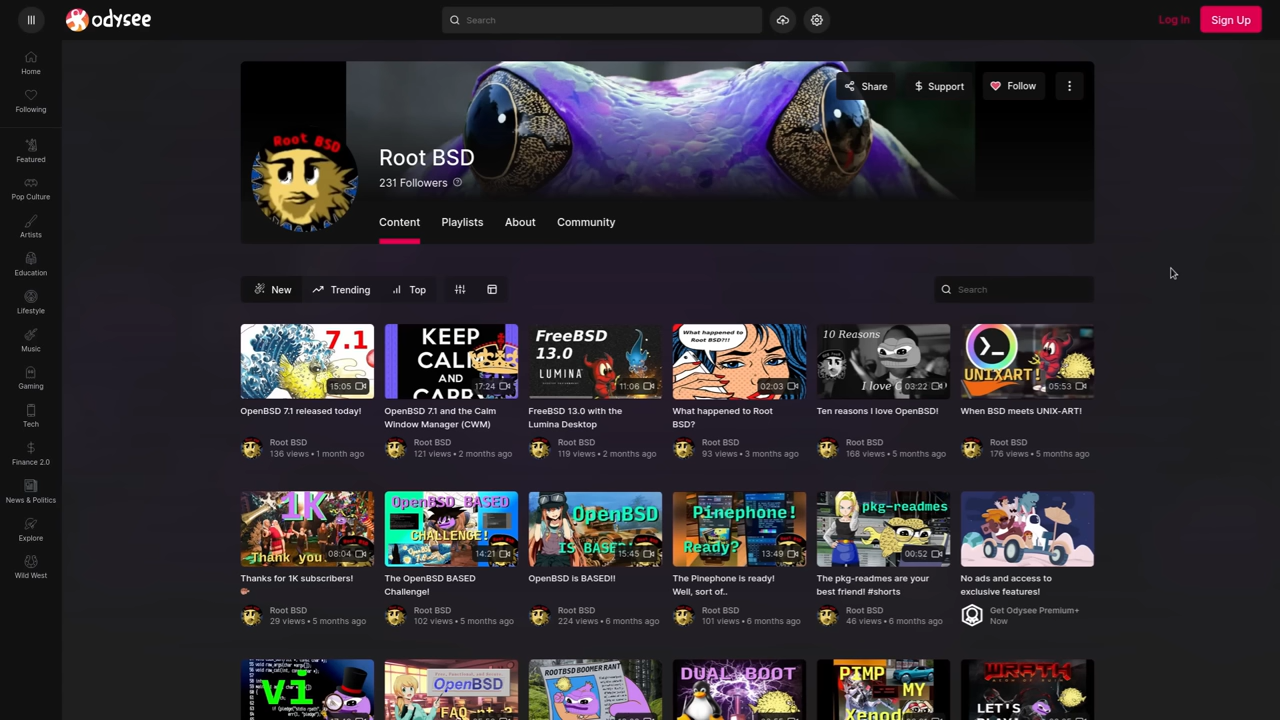 odysee
Search
Log In
Sign Up
Home
Following
Featured
Pop Culture
Artists
Education
Lifestyle
Music
Gaming
Tech
Finance 2.0
News & Politics
Explore
Wild West
Share
Support
Follow
Root BSD
Root BSD
231 Followers
Content
Playlists
About
Community
New
Trending
Top
Search
7.1
15:05
KEEP
CALM
AND
CARRY
17:24
FreeBSD
13.0
LUMINA
11:06
What happened to
Root BSD?!!
02:03
10 Reasons
I love
03:22
UNIXART!
05:53
OpenBSD 7.1 released today!
OpenBSD 7.1 and the Calm
Window Manager (CWM)
FreeBSD 13.0 with the
Lumina Desktop
What happened to Root
BSD?
Ten reasons I love OpenBSD!
When BSD meets UNIX-ART!
Root BSD
136 views • 1 month ago
Root BSD
121 views • 2 months ago
Root BSD
119 views • 2 months ago
Root BSD
93 views • 3 months ago
Root BSD
168 views • 5 months ago
Root BSD
176 views • 5 months ago
1K
Thank you
08:04
OpenBSD BASED
CHALLENGE!
14:21
OpenBSD
IS BASED!!
15:45
Pinephone!
Ready?
13:49
pkg-readmes
00:52
Thanks for 1K subscribers!
The OpenBSD BASED
Challenge!
OpenBSD is BASED!!
The Pinephone is ready!
Well, sort of..
The pkg-readmes are your
best friend! #shorts
No ads and access to
exclusive features!
Root BSD
29 views • 5 months ago
Root BSD
102 views • 5 months ago
Root BSD
224 views • 6 months ago
Root BSD
101 views • 6 months ago
Root BSD
46 views • 6 months ago
Get Odysee Premium+
Now
vi
OpenBSD
FAQ
ROOTBSD BOOMER RANT
DUAL BOOT
PIMP
MY
Xenod
WRATH
LET'S